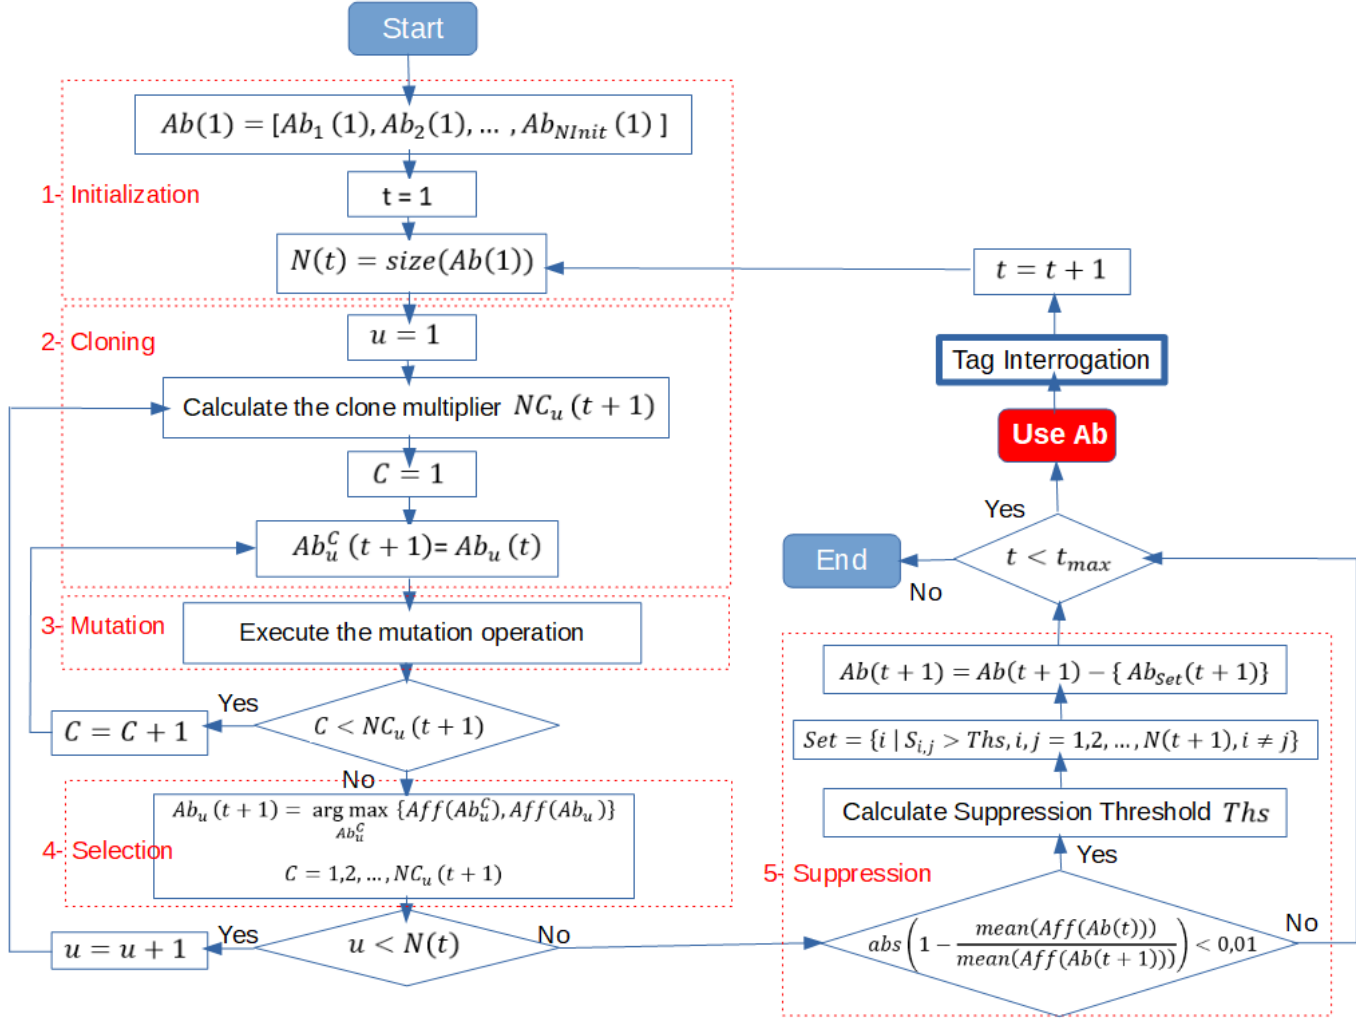 Start
Ab(1) = [Ab₁ (1), Ab₂(1), … , Ab_NInit (1) ]
t = 1
1- Initialization
N(t) = size(Ab(1))
u = 1
2- Cloning
Calculate the clone multiplier NC_u (t + 1)
C = 1
Ab_u^C (t + 1)= Ab_u (t)
3- Mutation
Execute the mutation operation
C < NC_u (t + 1)
Yes
C = C + 1
No
Ab_u (t + 1) = arg max {Aff(Ab_u^C), Aff(Ab_u )}
Ab_u^C
4- Selection
C = 1,2, … , NC_u (t + 1)
u < N(t)
Yes
u = u + 1
No
5- Suppression
abs(1 − mean(Aff(Ab(t))) / mean(Aff(Ab(t + 1)))) < 0,01
No
Yes
Calculate Suppression Threshold Ths
Set = {i | S_i,j > Ths, i, j = 1,2, … , N(t + 1), i ≠ j}
Ab(t + 1) = Ab(t + 1) − { Ab_Set (t + 1)}
t < t_max
No
End
Yes
Use Ab
Tag Interrogation
t = t + 1